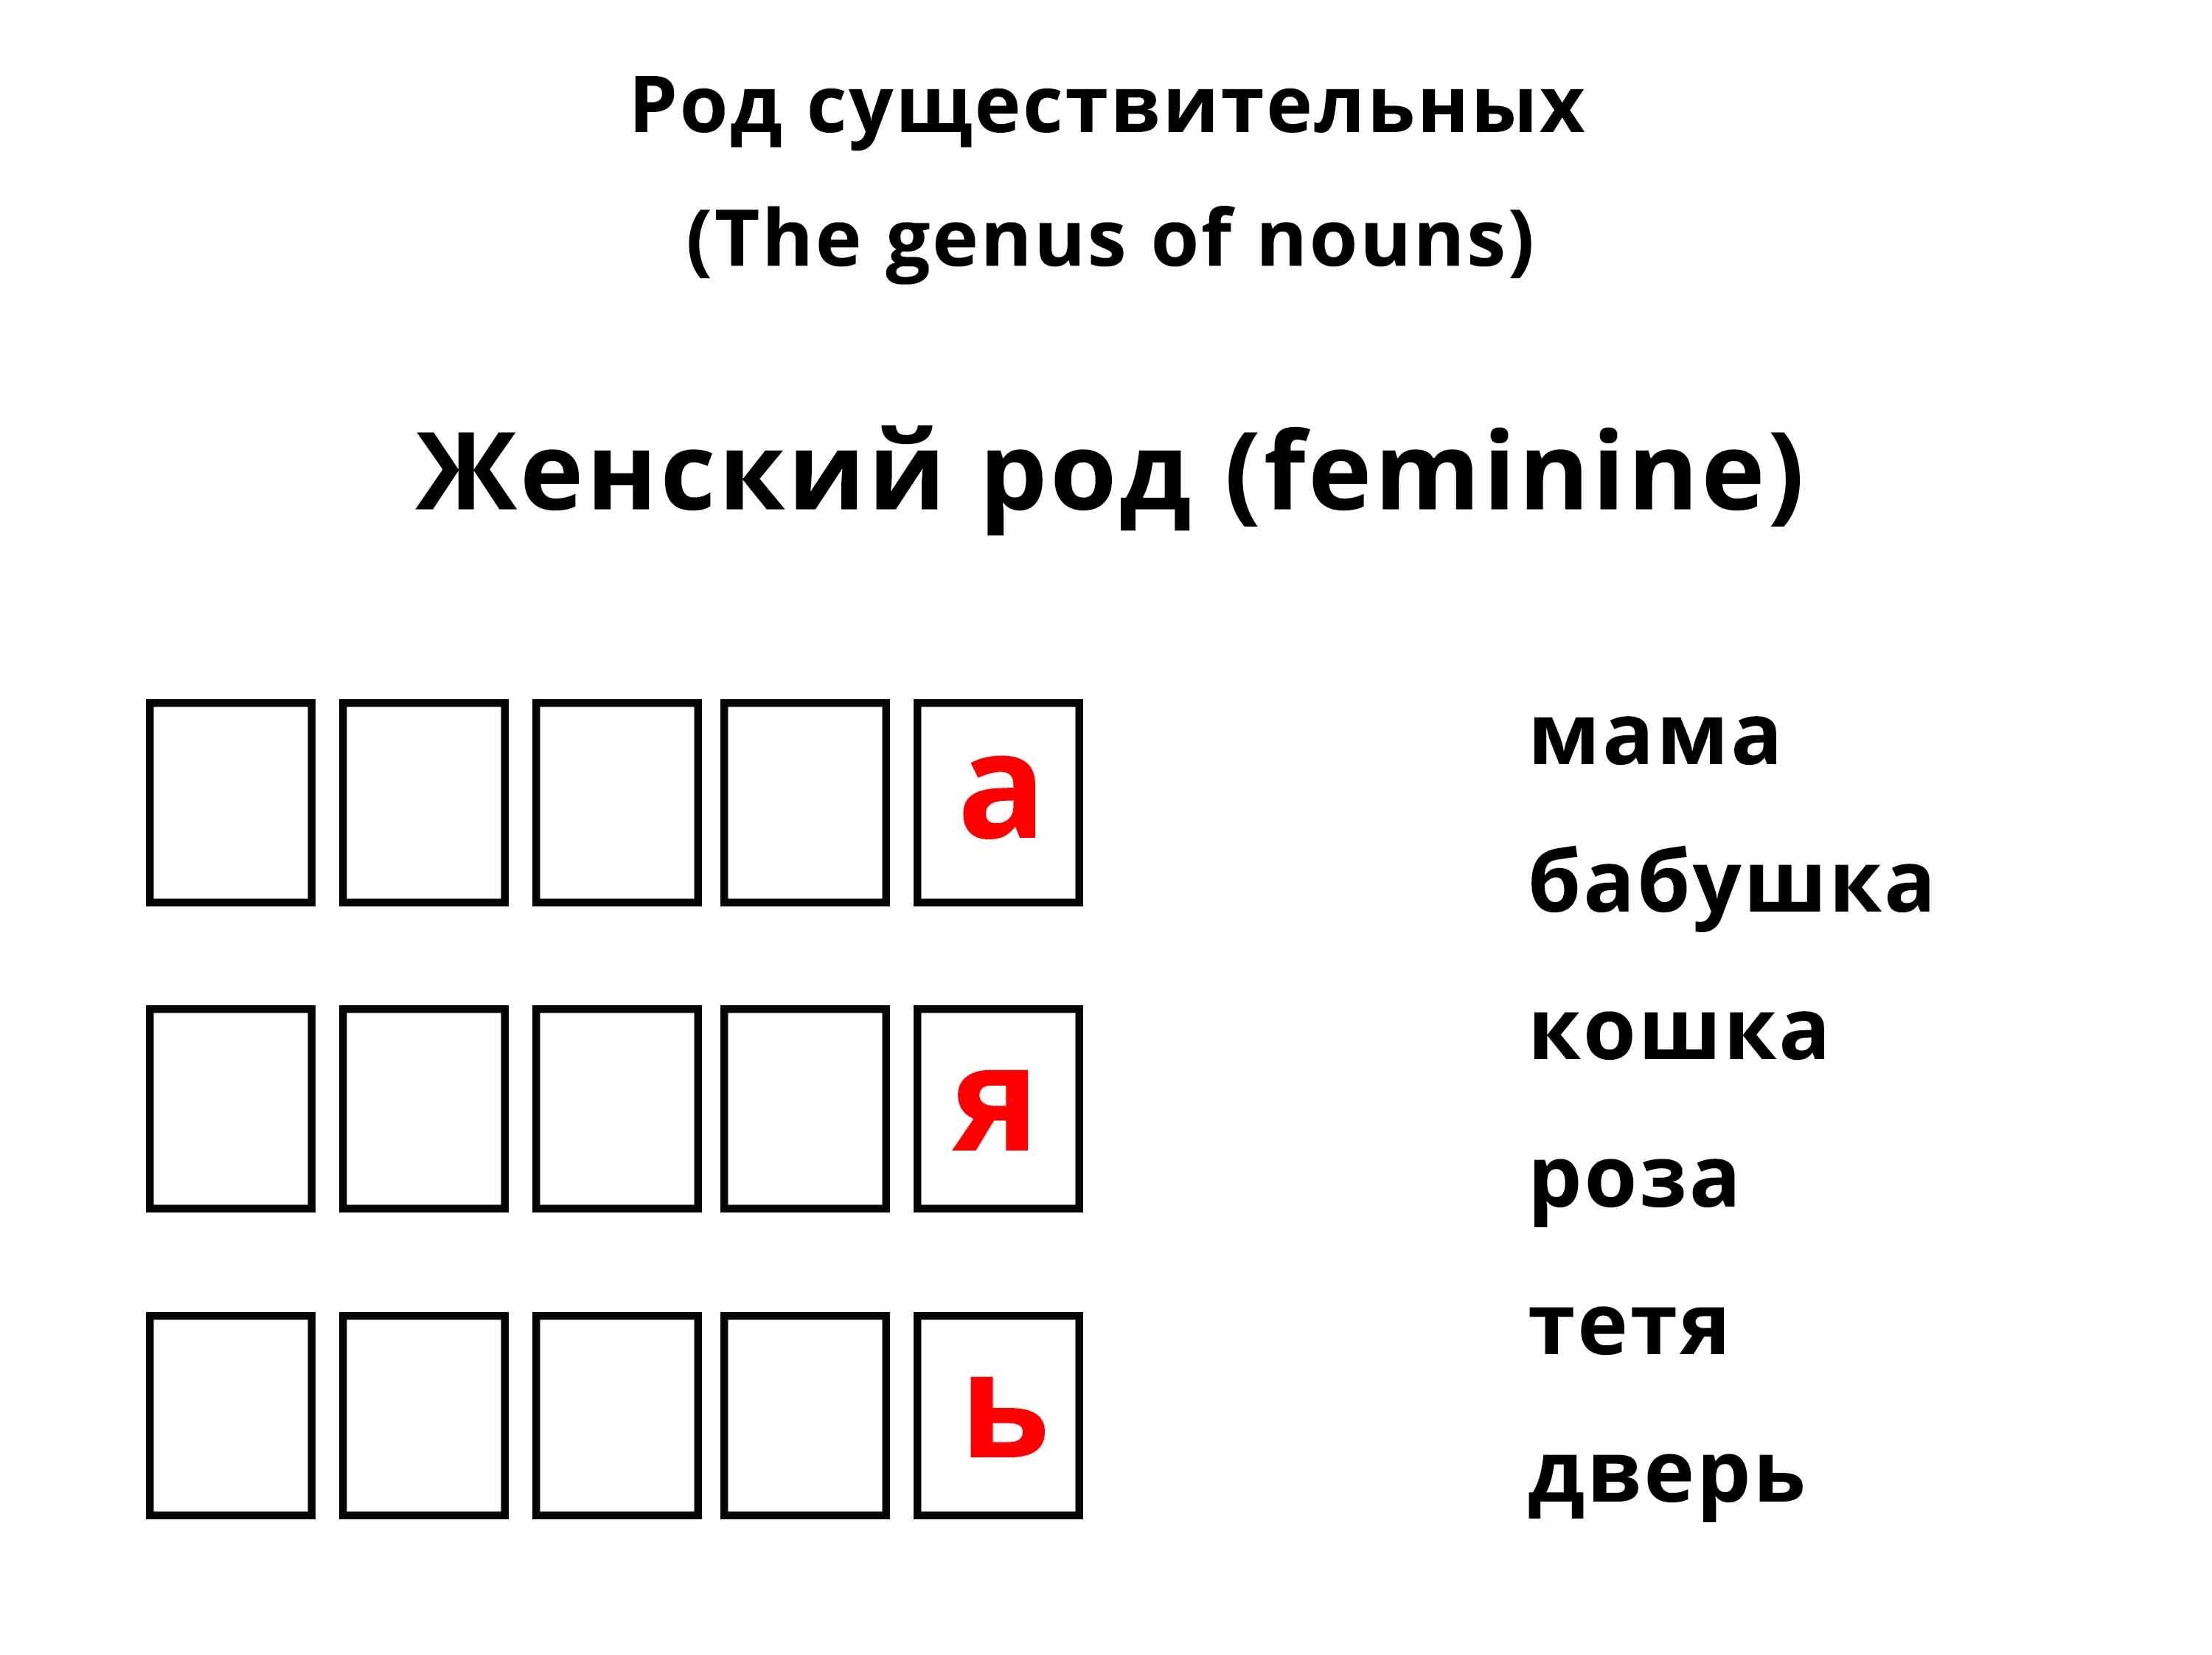 Род существительных
(The genus of nouns)
Женский род (feminine)
а
я
ь
мама
бабушка
кошка
роза
тетя
дверь